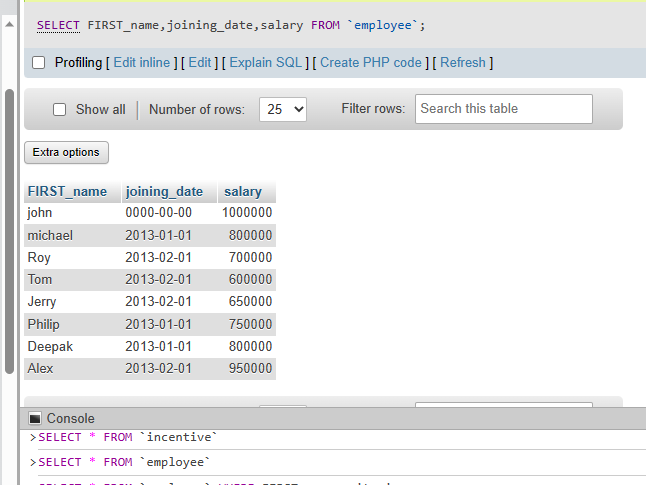 SELECT FIRST_name,joining_date,salary FROM `employee`;
Profiling [ Edit inline ] [ Edit ] [ Explain SQL ] [ Create PHP code ] [ Refresh ]
Show all Number of rows: 25 Filter rows: Search this table
Extra options
FIRST_name joining_date salary
john 0000-00-00 1000000
michael 2013-01-01 800000
Roy 2013-02-01 700000
Tom 2013-02-01 600000
Jerry 2013-02-01 650000
Philip 2013-01-01 750000
Deepak 2013-01-01 800000
Alex 2013-02-01 950000
Console
>SELECT * FROM `incentive`
>SELECT * FROM `employee`